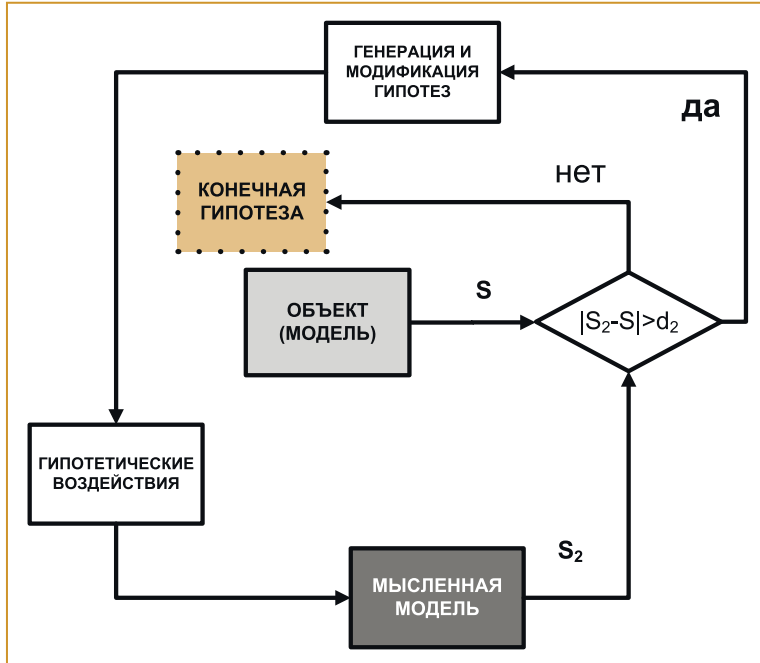 ГЕНЕРАЦИЯ И
МОДИФИКАЦИЯ
ГИПОТЕЗ
да
нет
КОНЕЧНАЯ
ГИПОТЕЗА
S
ОБЪЕКТ
(МОДЕЛЬ)
|S₂-S|>d₂
ГИПОТЕТИЧЕСКИЕ
ВОЗДЕЙСТВИЯ
S₂
МЫСЛЕННАЯ
МОДЕЛЬ